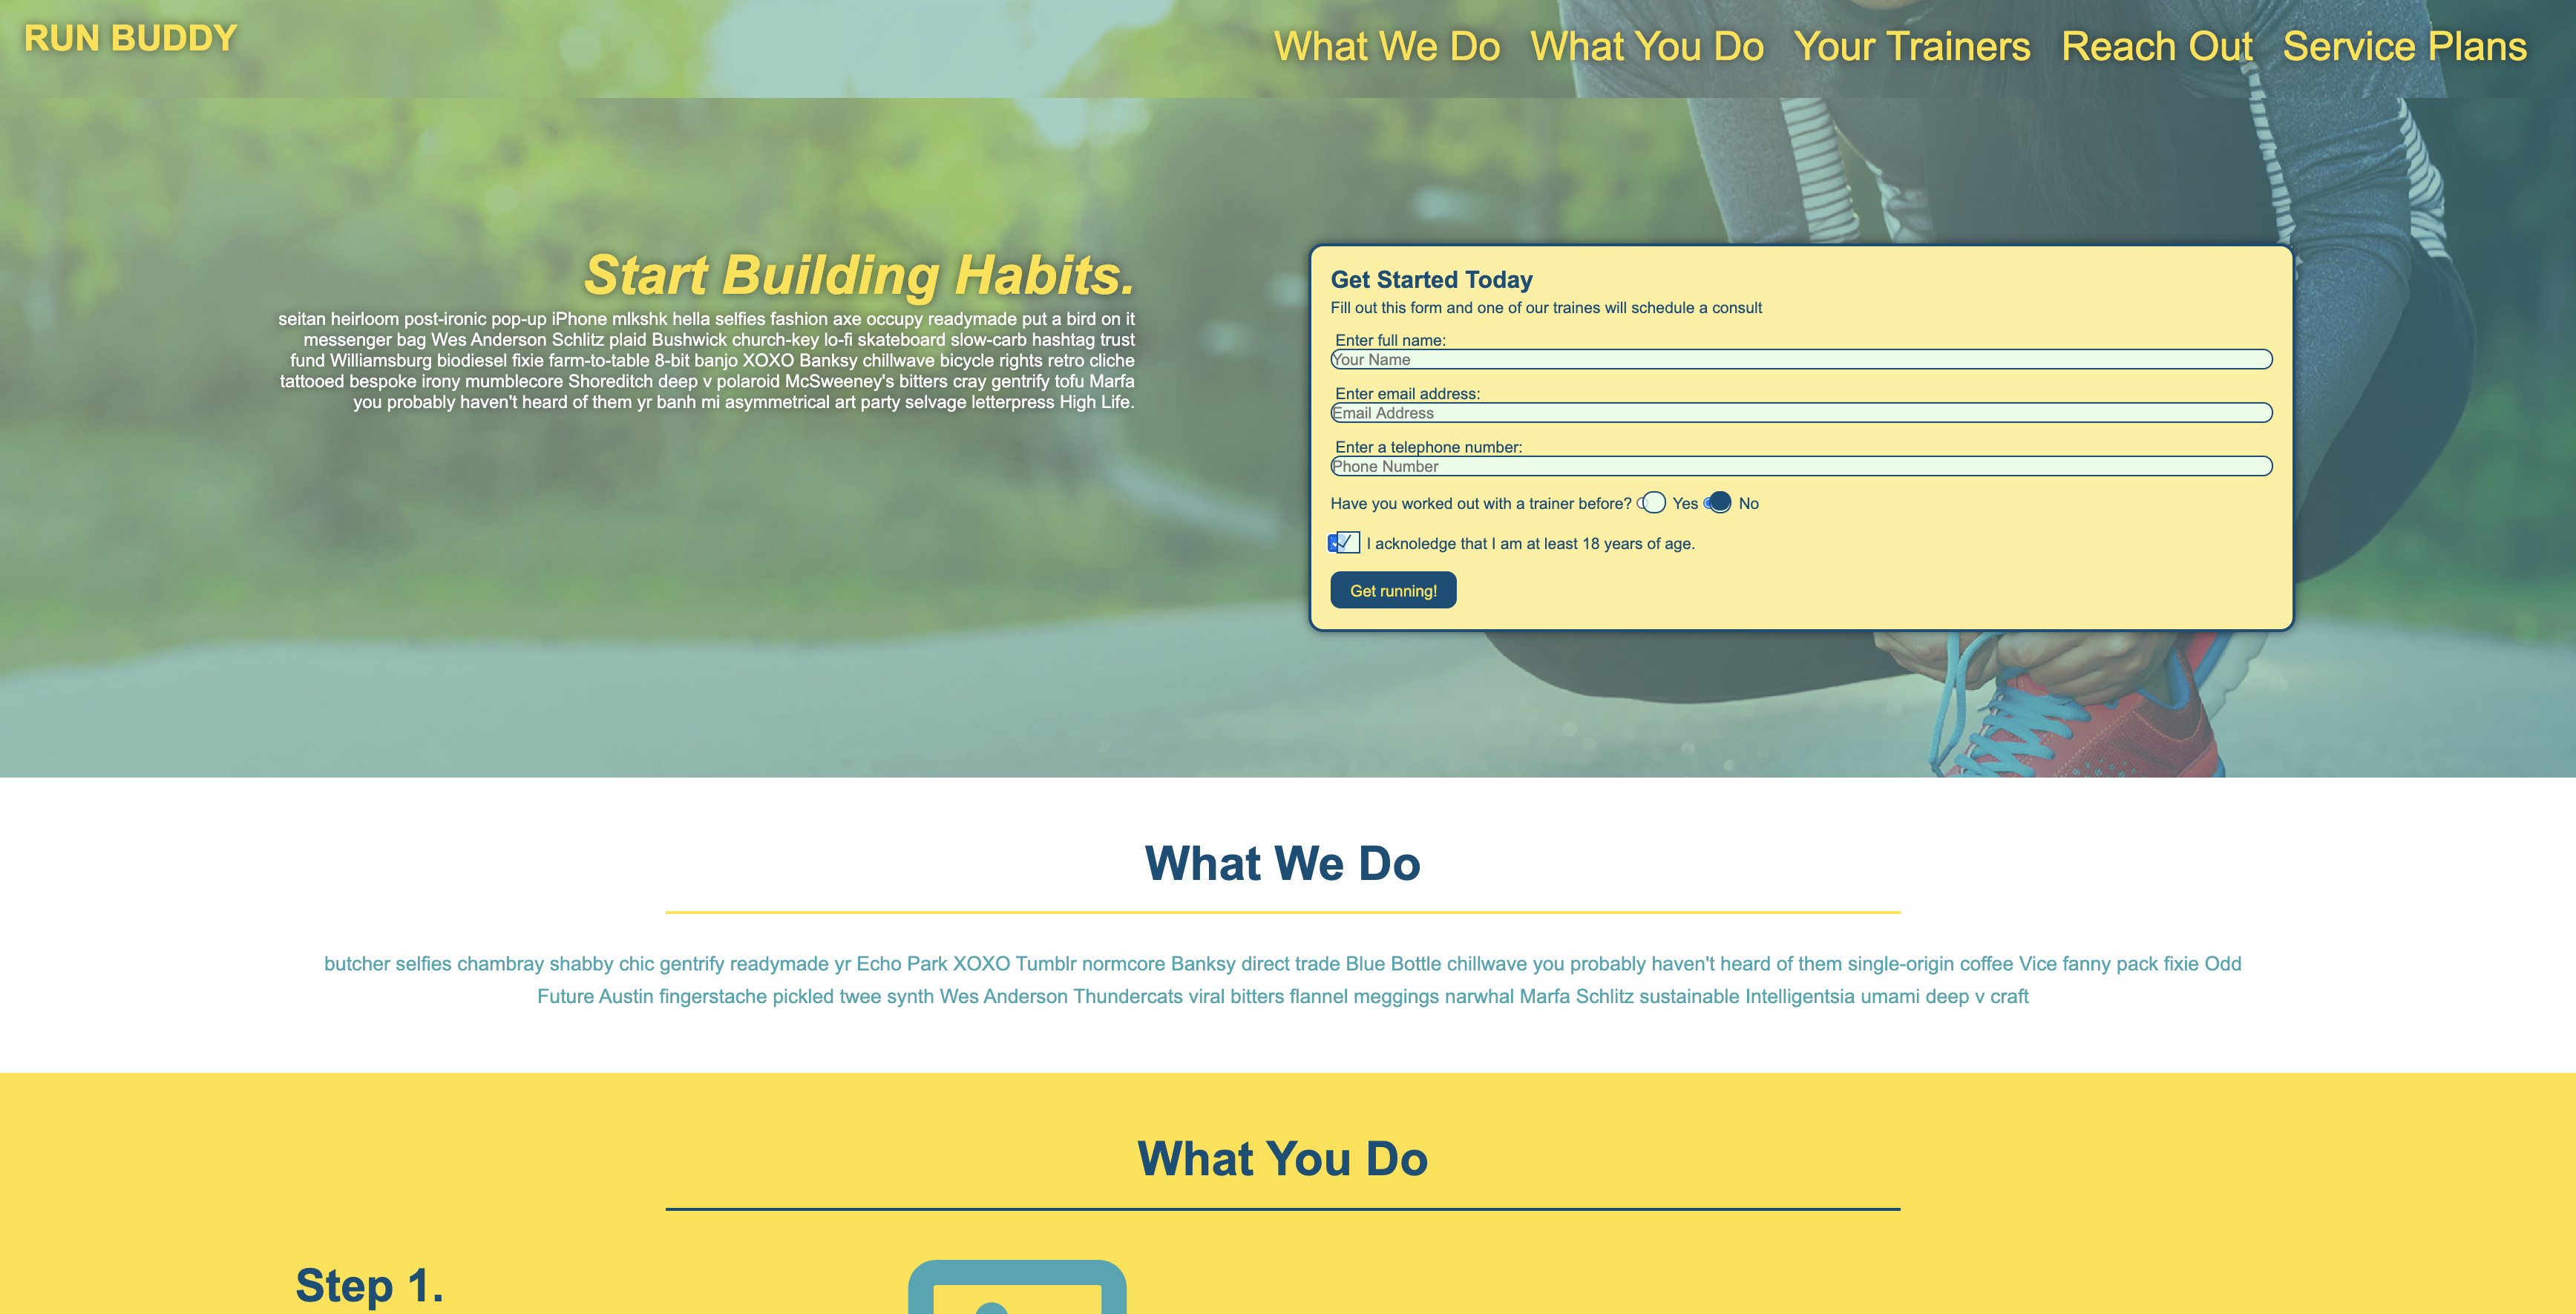 RUN BUDDY
What We Do What You Do Your Trainers Reach Out Service Plans
Start Building Habits.
seitan heirloom post-ironic pop-up iPhone mlkshk hella selfies fashion axe occupy readymade put a bird on it
messenger bag Wes Anderson Schlitz plaid Bushwick church-key lo-fi skateboard slow-carb hashtag trust
fund Williamsburg biodiesel fixie farm-to-table 8-bit banjo XOXO Banksy chillwave bicycle rights retro cliche
tattooed bespoke irony mumblecore Shoreditch deep v polaroid McSweeney's bitters cray gentrify tofu Marfa
you probably haven't heard of them yr banh mi asymmetrical art party selvage letterpress High Life.
Get Started Today
Fill out this form and one of our traines will schedule a consult
Enter full name:
Your Name
Enter email address:
Email Address
Enter a telephone number:
Phone Number
Have you worked out with a trainer before? Yes No
I acknoledge that I am at least 18 years of age.
Get running!
What We Do
butcher selfies chambray shabby chic gentrify readymade yr Echo Park XOXO Tumblr normcore Banksy direct trade Blue Bottle chillwave you probably haven't heard of them single-origin coffee Vice fanny pack fixie Odd
Future Austin fingerstache pickled twee synth Wes Anderson Thundercats viral bitters flannel meggings narwhal Marfa Schlitz sustainable Intelligentsia umami deep v craft
What You Do
Step 1.